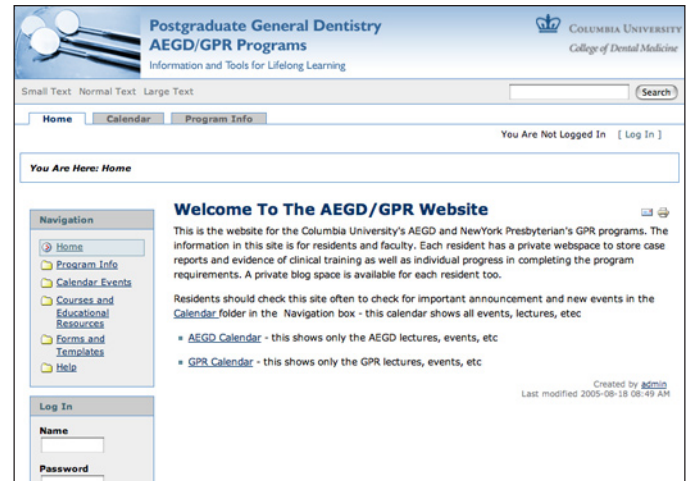 Postgraduate General Dentistry
AEGD/GPR Programs
Information and Tools for Lifelong Learning
COLUMBIA UNIVERSITY
College of Dental Medicine
Small Text Normal Text Large Text
Search
Home Calendar Program Info
You Are Not Logged In [ Log In ]
You Are Here: Home
Navigation
Home
Program Info
Calendar Events
Courses and
Educational
Resources
Forms and
Templates
Help
Log In
Name
Password
Welcome To The AEGD/GPR Website
This is the website for the Columbia University's AEGD and NewYork Presbyterian's GPR programs. The
information in this site is for residents and faculty. Each resident has a private webspace to store case
reports and evidence of clinical training as well as individual progress in completing the program
requirements. A private blog space is available for each resident too.
Residents should check this site often to check for important announcement and new events in the
Calendar folder in the Navigation box - this calendar shows all events, lectures, etec
AEGD Calendar - this shows only the AEGD lectures, events, etc
GPR Calendar - this shows only the GPR lectures, events, etc
Created by admin
Last modified 2005-08-18 08:49 AM